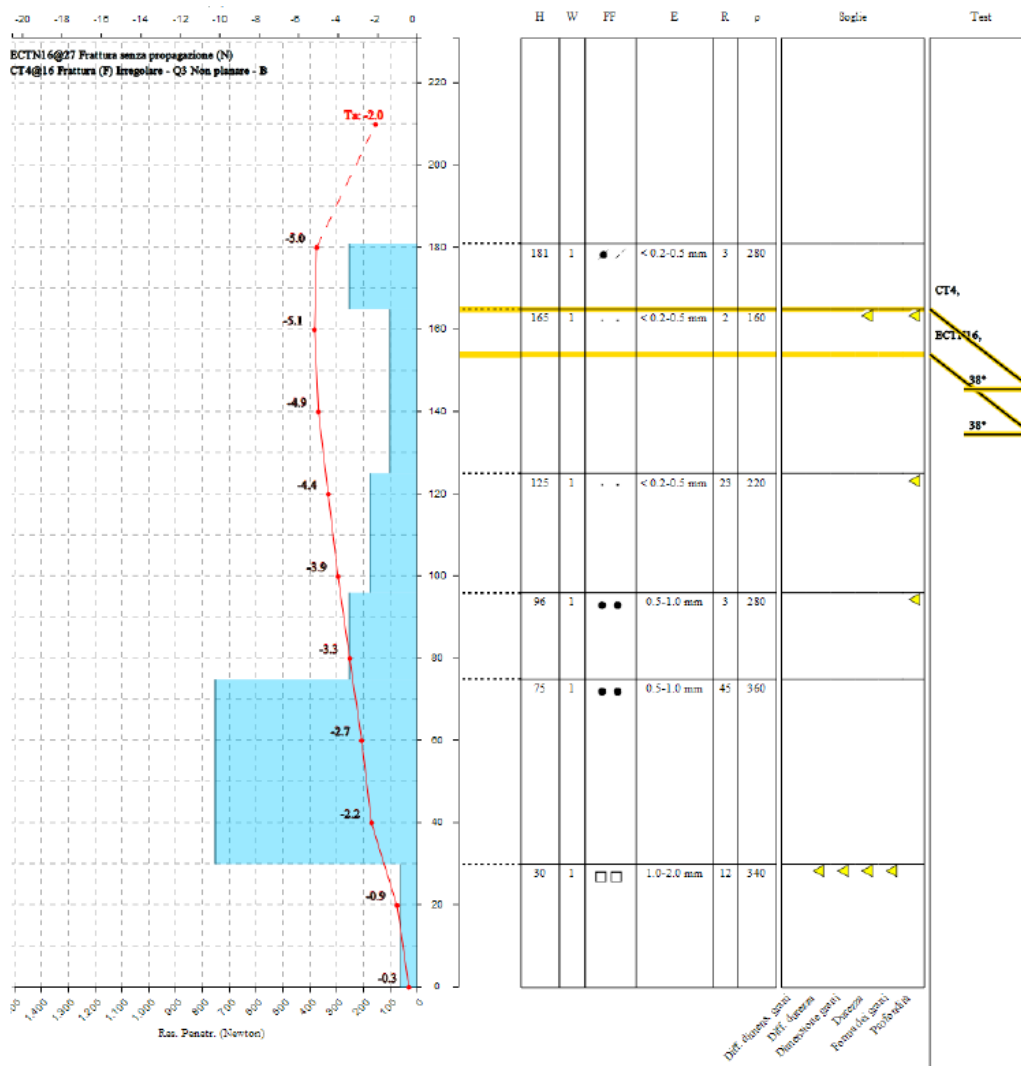 -20 -18 -16 -14 -12 -10 -8 -6 -4 -2 0 H W FF E R ρ Soglie Test
ECTN16@27 Frattura senza propagazione (N)
CT4@16 Frattura (F) Irregolare - Q3 Non planare - B
220
Ta: -2.0
200
-5.0
180
181 1 < 0.2-0.5 mm 3 280
CT4,
-5.1
160
165 1 < 0.2-0.5 mm 2 160
ECTN16,
38°
-4.9
140
38°
-4.4
120
125 1 < 0.2-0.5 mm 23 220
-3.9
100
96 1 0.5-1.0 mm 3 280
-3.3
80
75 1 0.5-1.0 mm 45 360
-2.7
60
-2.2
40
30 1 1.0-2.0 mm 12 340
-0.9
20
-0.3
0
1.400 1.300 1.200 1.100 1.000 900 800 700 600 500 400 300 200 100 0
Res. Penetr. (Newton)
Diff. dimens. grani
Diff. durezza
Dimensione grani
Durezza
Forma dei grani
Profondità